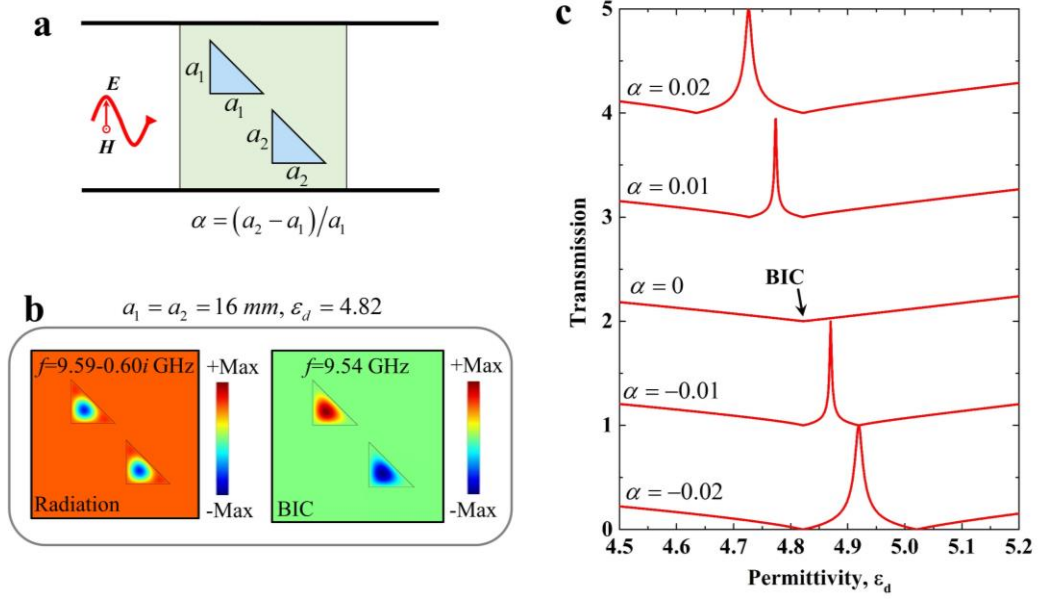 a
E
H
a₁
a₁
a₂
a₂
α = (a₂ − a₁)/a₁
b
a₁ = a₂ = 16 mm, ε_d = 4.82
f=9.59-0.60i GHz
+Max
-Max
Radiation
f=9.54 GHz
+Max
-Max
BIC
c
Transmission
5
4
3
2
1
0
α = 0.02
α = 0.01
BIC
α = 0
α = −0.01
α = −0.02
4.5 4.6 4.7 4.8 4.9 5.0 5.1 5.2
Permittivity, ε_d